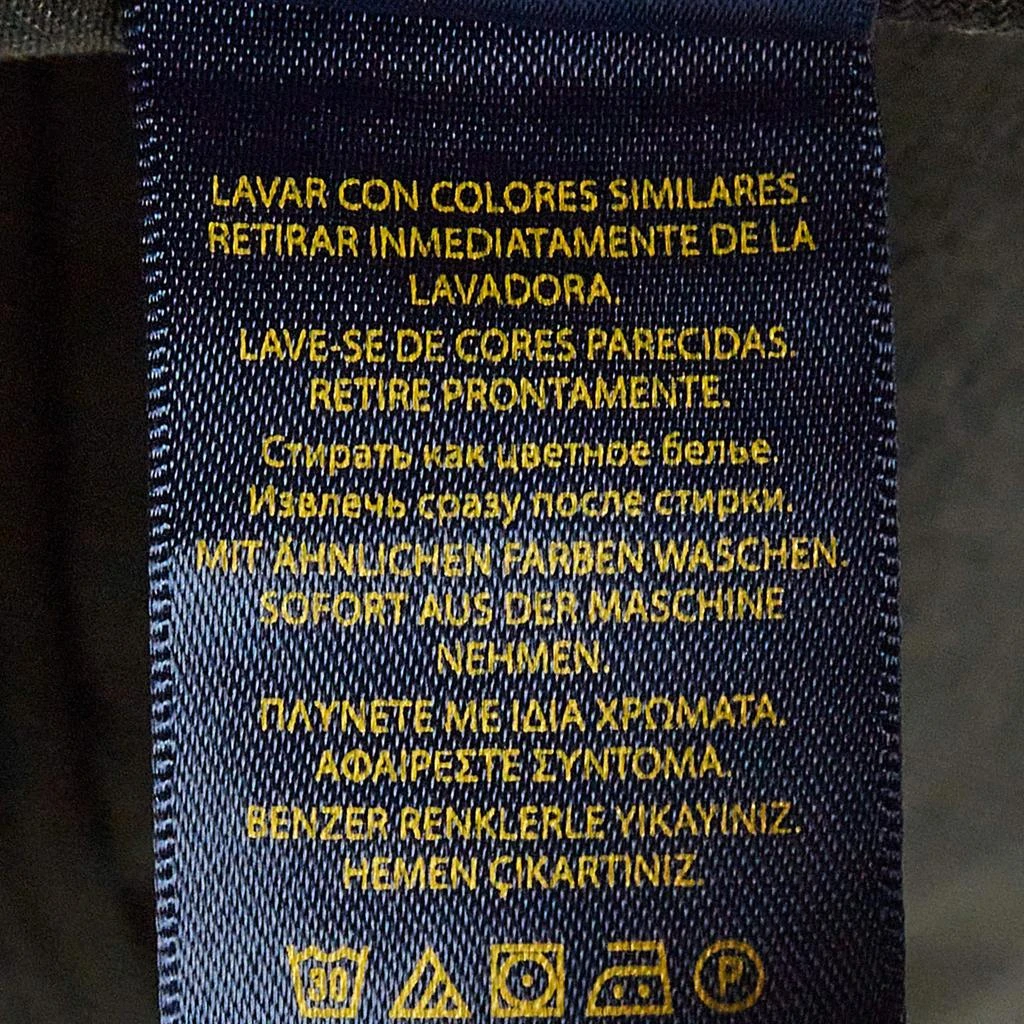 LAVAR CON COLORES SIMILARES.
RETIRAR INMEDIATAMENTE DE LA
LAVADORA.
LAVE-SE DE CORES PARECIDAS.
RETIRE PRONTAMENTE.
Стирать как цветное белье.
Извлечь сразу после стирки.
MIT ÄHNLICHEN FARBEN WASCHEN.
SOFORT AUS DER MASCHINE
NEHMEN.
ΠΛΥΝΕΤΕ ΜΕ ΙΔΙΑ ΧΡΩΜΑΤΑ.
ΑΦΑΙΡΕΣΤΕ ΣΥΝΤΟΜΑ.
BENZER RENKLERLE YIKAYINIZ.
HEMEN ÇIKARTINIZ.
30 P